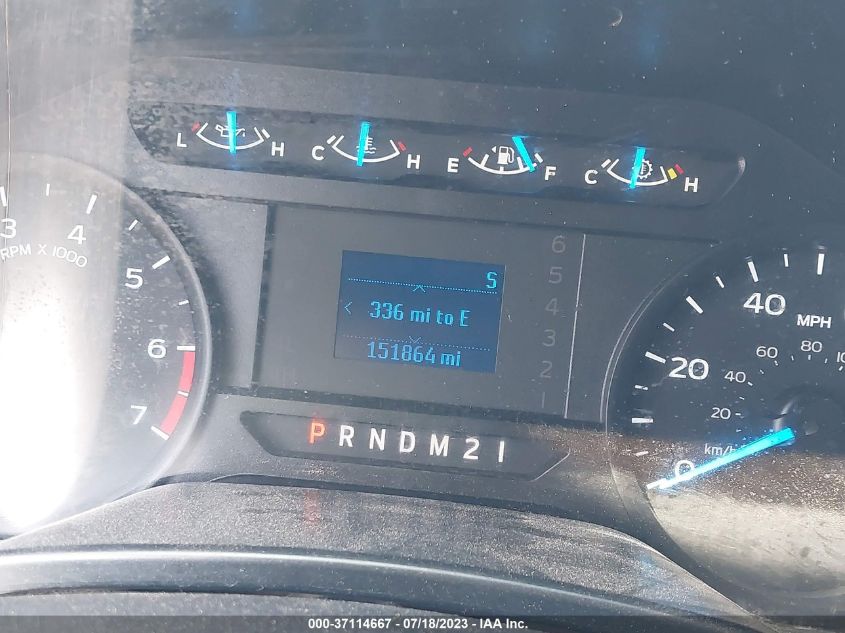 L H C H E F C H
3 4 5 6 7
RPM X 1000
6
5
4
3
2
1
S
336 mi to E
151864 mi
P R N D M 2 1
0 20 40
MPH
20 40 60 80
km/h
000-37114667 - 07/18/2023 - IAA Inc.